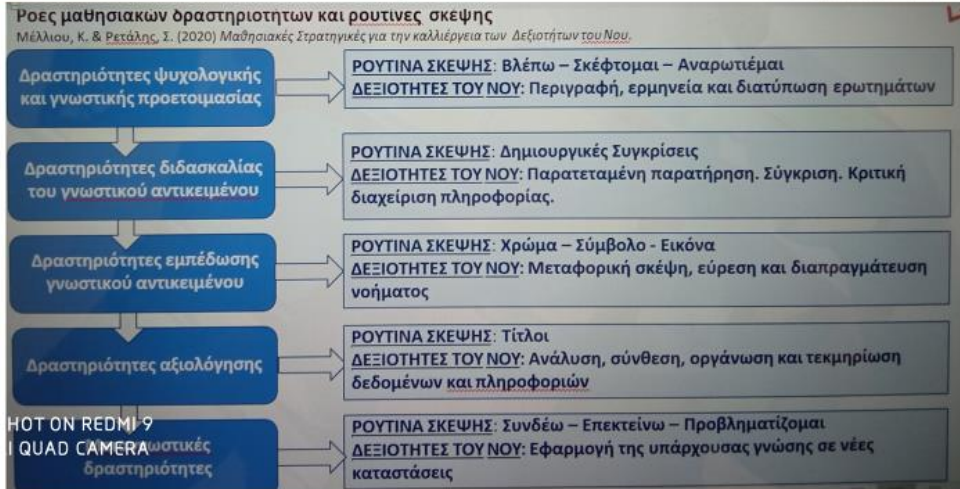 Ροές μαθησιακών δραστηριοτήτων και ρουτίνες σκέψης
Μέλλιου, Κ. & Ρετάλης, Σ. (2020) Μαθησιακές Στρατηγικές για την καλλιέργεια των Δεξιοτήτων του Νου.
Δραστηριότητες ψυχολογικής
και γνωστικής προετοιμασίας
ΡΟΥΤΙΝΑ ΣΚΕΨΗΣ: Βλέπω – Σκέφτομαι – Αναρωτιέμαι
ΔΕΞΙΟΤΗΤΕΣ ΤΟΥ ΝΟΥ: Περιγραφή, ερμηνεία και διατύπωση ερωτημάτων
Δραστηριότητες διδασκαλίας
του γνωστικού αντικειμένου
ΡΟΥΤΙΝΑ ΣΚΕΨΗΣ: Δημιουργικές Συγκρίσεις
ΔΕΞΙΟΤΗΤΕΣ ΤΟΥ ΝΟΥ: Παρατεταμένη παρατήρηση. Σύγκριση. Κριτική
διαχείριση πληροφορίας.
Δραστηριότητες εμπέδωσης
γνωστικού αντικειμένου
ΡΟΥΤΙΝΑ ΣΚΕΨΗΣ: Χρώμα – Σύμβολο - Εικόνα
ΔΕΞΙΟΤΗΤΕΣ ΤΟΥ ΝΟΥ: Μεταφορική σκέψη, εύρεση και διαπραγμάτευση
νοήματος
Δραστηριότητες αξιολόγησης
ΡΟΥΤΙΝΑ ΣΚΕΨΗΣ: Τίτλοι
ΔΕΞΙΟΤΗΤΕΣ ΤΟΥ ΝΟΥ: Ανάλυση, σύνθεση, οργάνωση και τεκμηρίωση
δεδομένων και πληροφοριών
δραστηριότητες
ΡΟΥΤΙΝΑ ΣΚΕΨΗΣ: Συνδέω – Επεκτείνω – Προβληματίζομαι
ΔΕΞΙΟΤΗΤΕΣ ΤΟΥ ΝΟΥ: Εφαρμογή της υπάρχουσας γνώσης σε νέες
καταστάσεις
HOT ON REDMI 9
I QUAD CAMERA